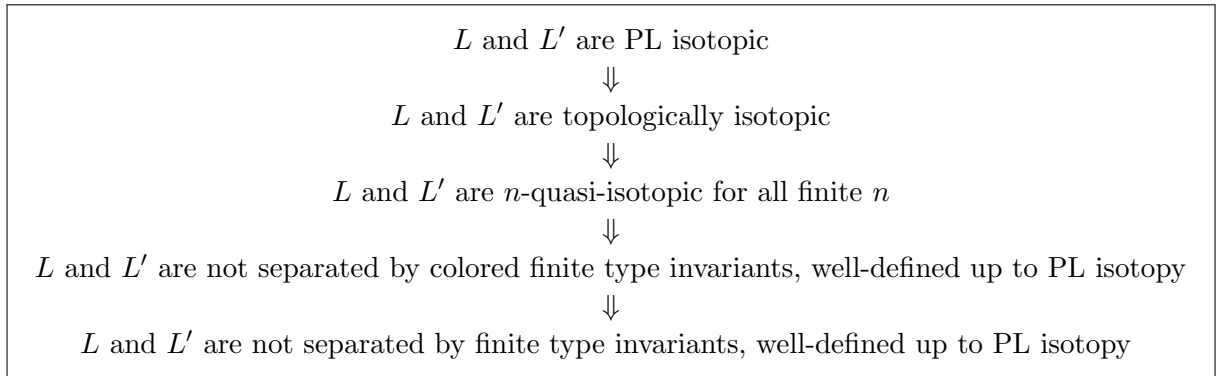 L and L′ are PL isotopic
⇓
L and L′ are topologically isotopic
⇓
L and L′ are n-quasi-isotopic for all finite n
⇓
L and L′ are not separated by colored finite type invariants, well-defined up to PL isotopy
⇓
L and L′ are not separated by finite type invariants, well-defined up to PL isotopy